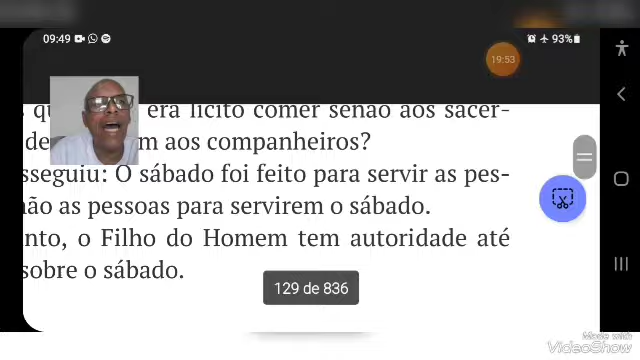 09:49
93%
19:53
era lícito comer senão aos sacer-
m aos companheiros?
sseguiu: O sábado foi feito para servir as pes-
não as pessoas para servirem o sábado.
nto, o Filho do Homem tem autoridade até
sobre o sábado.
129 de 836
Made with
VideoShow